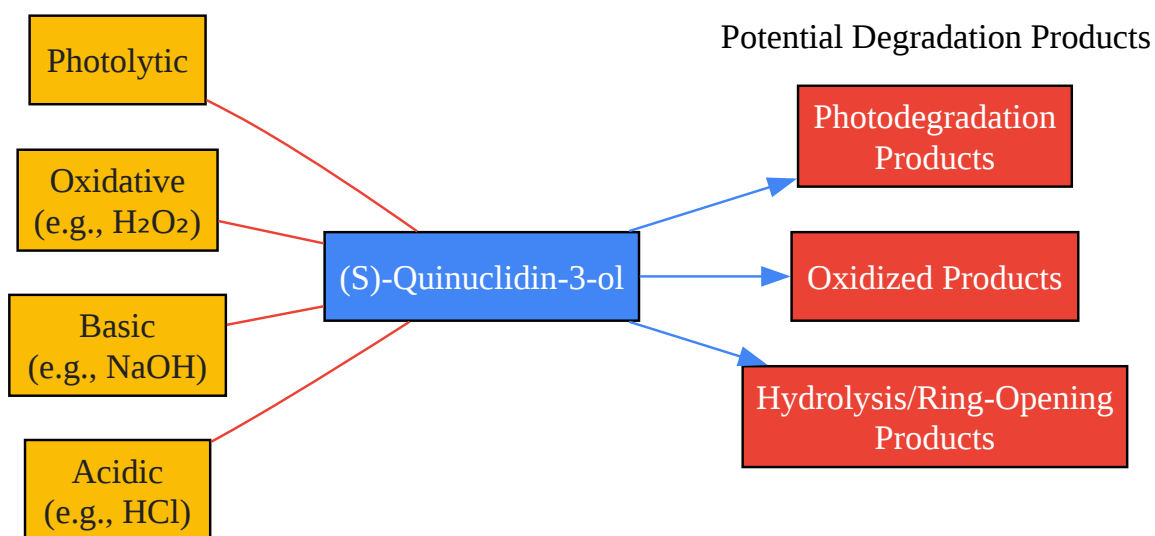 Photolytic
Oxidative
(e.g., H₂O₂)
Basic
(e.g., NaOH)
Acidic
(e.g., HCl)
(S)-Quinuclidin-3-ol
Potential Degradation Products
Photodegradation
Products
Oxidized Products
Hydrolysis/Ring-Opening
Products